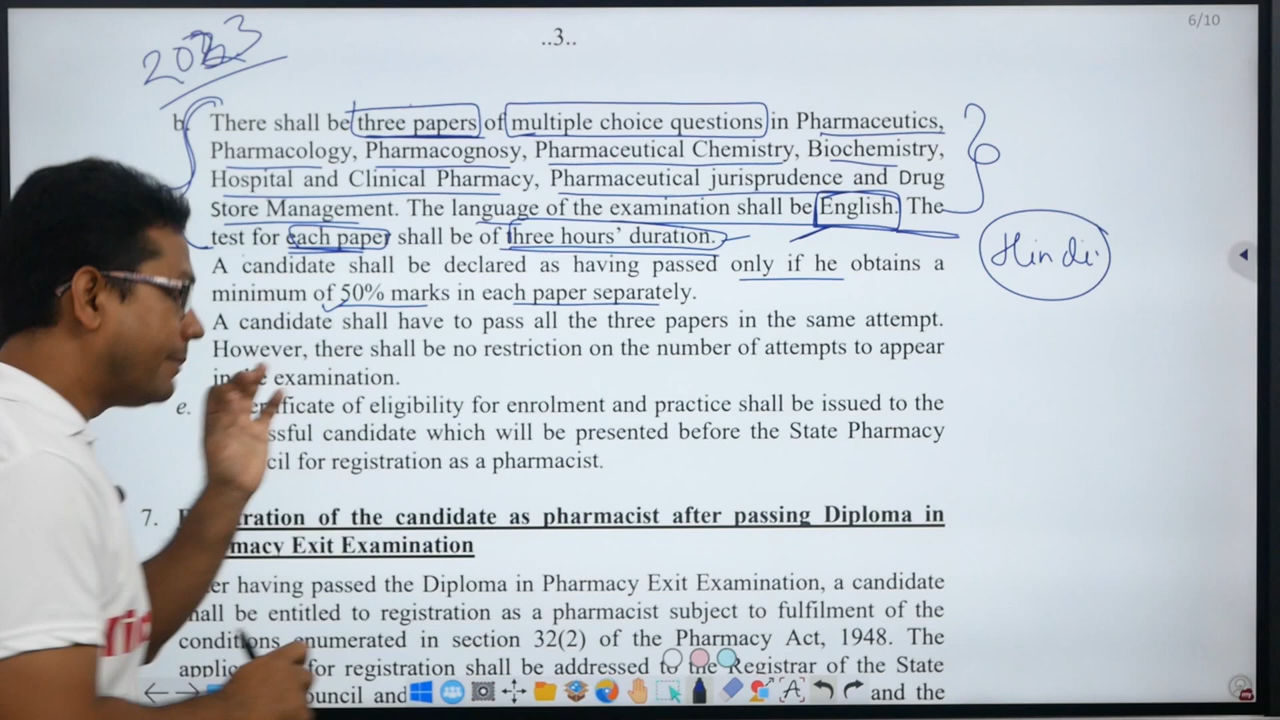 6/10
..3..
2023
b. There shall be three papers of multiple choice questions in Pharmaceutics,
Pharmacology, Pharmacognosy, Pharmaceutical Chemistry, Biochemistry,
Hospital and Clinical Pharmacy, Pharmaceutical jurisprudence and Drug
Store Management. The language of the examination shall be English. The
test for each paper shall be of three hours' duration.
Hindi
A candidate shall be declared as having passed only if he obtains a
minimum of 50% marks in each paper separately.
A candidate shall have to pass all the three papers in the same attempt.
However, there shall be no restriction on the number of attempts to appear
in examination.
e. ificate of eligibility for enrolment and practice shall be issued to the
ssful candidate which will be presented before the State Pharmacy
cil for registration as a pharmacist.
7. ration of the candidate as pharmacist after passing Diploma in
macy Exit Examination
er having passed the Diploma in Pharmacy Exit Examination, a candidate
hall be entitled to registration as a pharmacist subject to fulfilment of the
conditions enumerated in section 32(2) of the Pharmacy Act, 1948. The
applic for registration shall be addressed to the Registrar of the State
ouncil and and the